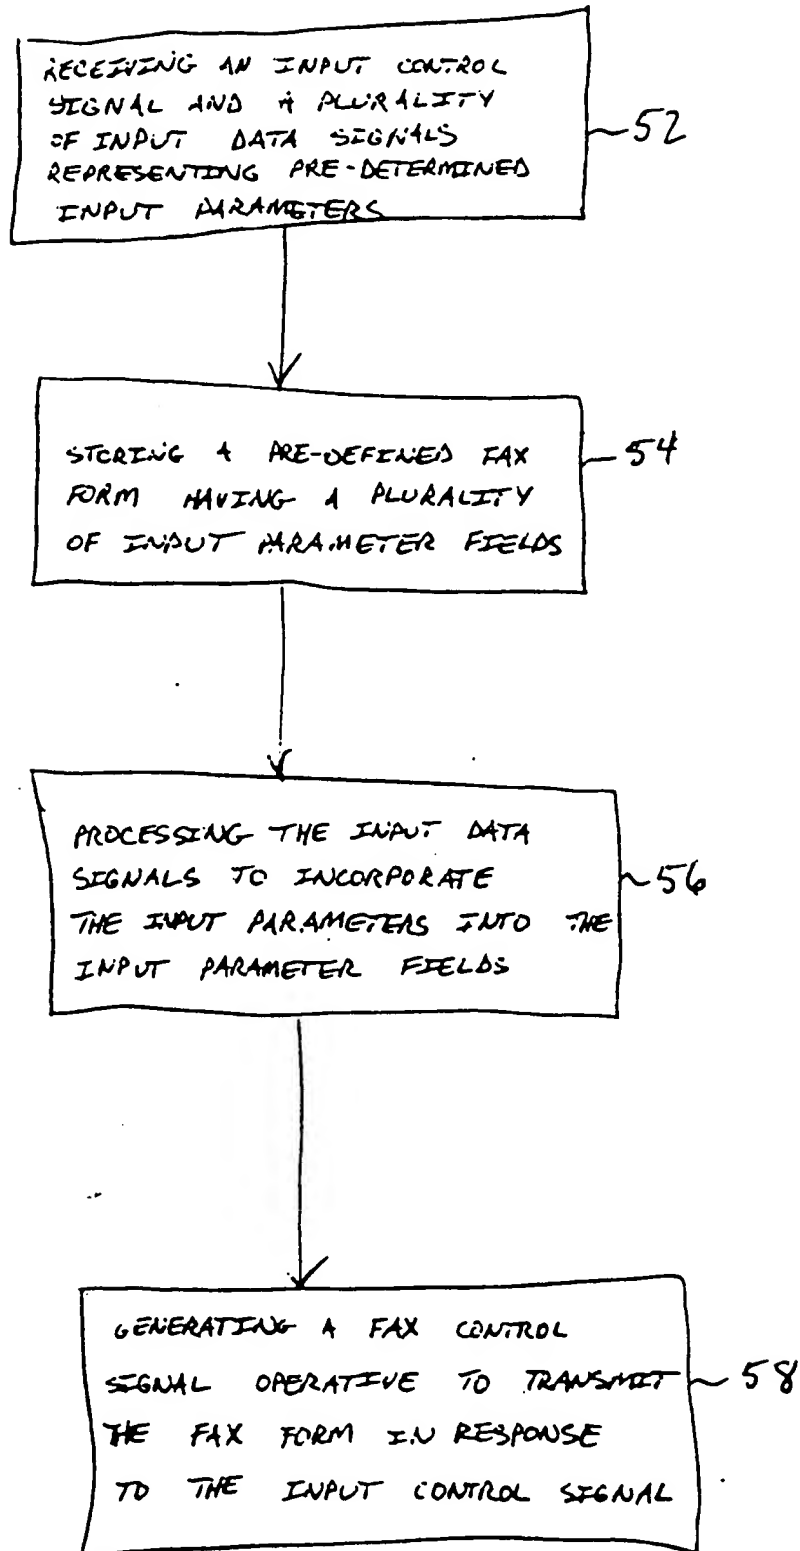 RECEIVING AN INPUT CONTROL
SIGNAL AND A PLURALITY
OF INPUT DATA SIGNALS
REPRESENTING PRE-DETERMINED
INPUT PARAMETERS
52
STORING A PRE-DEFINED FAX
FORM HAVING A PLURALITY
OF INPUT PARAMETER FIELDS
54
PROCESSING THE INPUT DATA
SIGNALS TO INCORPORATE
THE INPUT PARAMETERS INTO THE
INPUT PARAMETER FIELDS
56
GENERATING A FAX CONTROL
SIGNAL OPERATIVE TO TRANSMIT
THE FAX FORM IN RESPONSE
TO THE INPUT CONTROL SIGNAL
58